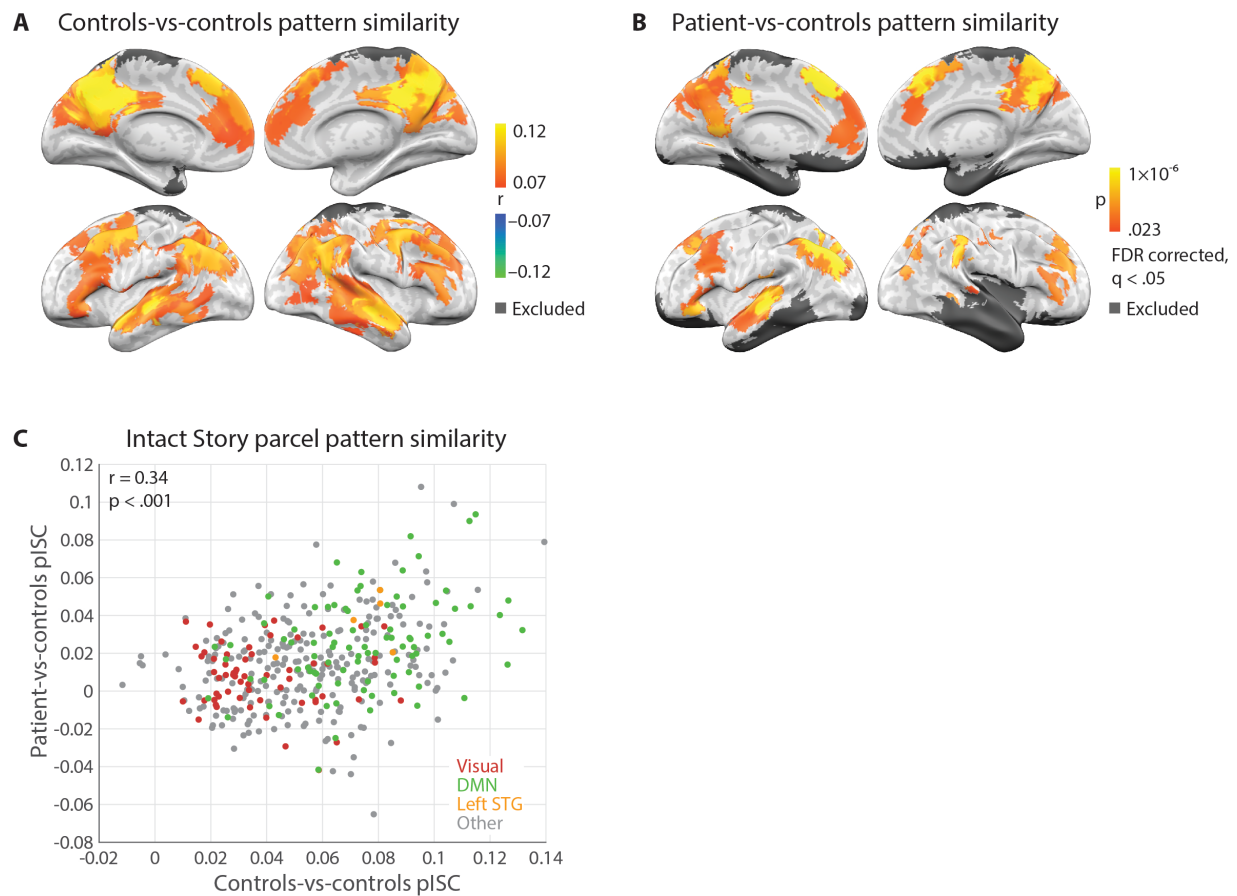 A Controls-vs-controls pattern similarity
0.12
0.07
r
−0.07
−0.12
Excluded
B Patient-vs-controls pattern similarity
1×10⁻⁶
p
.023
FDR corrected,
q < .05
Excluded
C Intact Story parcel pattern similarity
r = 0.34
p < .001
Patient-vs-controls pISC
0.12
0.1
0.08
0.06
0.04
0.02
0
-0.02
-0.04
-0.06
-0.08
Visual
DMN
Left STG
Other
-0.02 0 0.02 0.04 0.06 0.08 0.1 0.12 0.14
Controls-vs-controls pISC